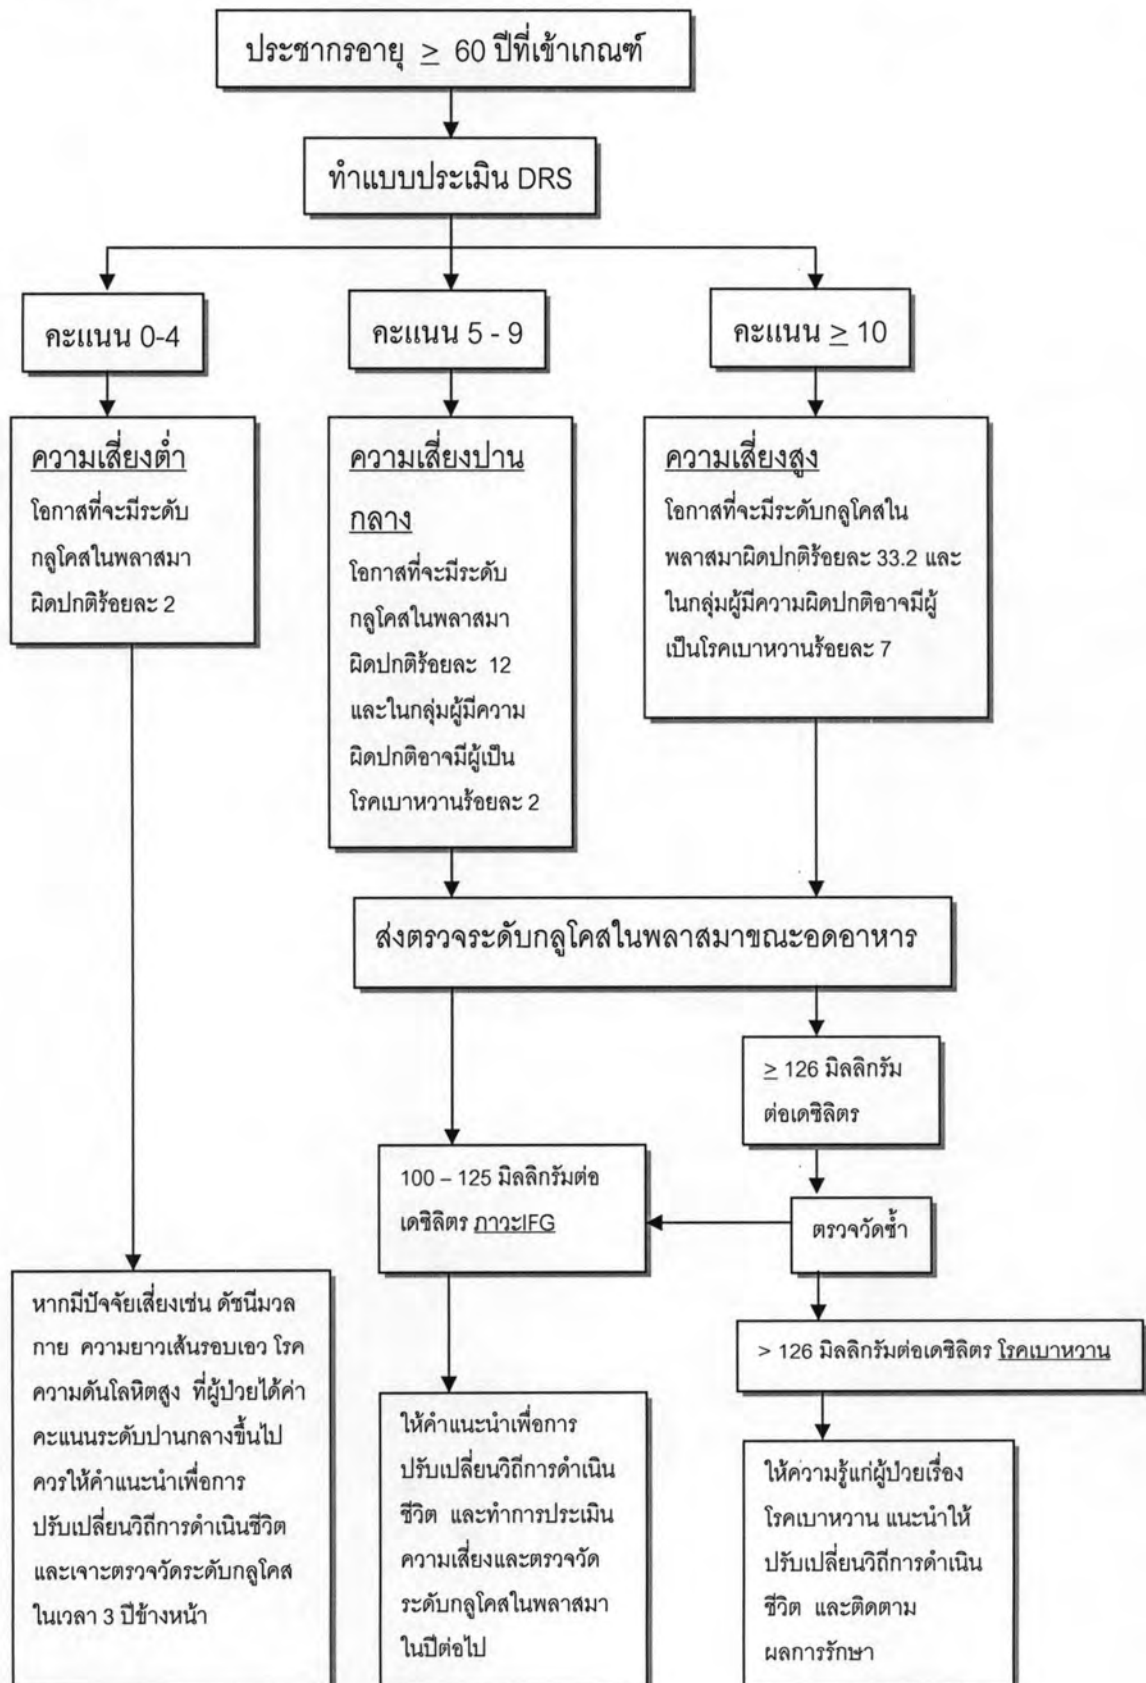 ประชากรอายุ ≥ 60 ปีที่เข้าเกณฑ์
ทำแบบประเมิน DRS
คะแนน 0-4
คะแนน 5 - 9
คะแนน ≥ 10
ความเสี่ยงต่ำ
โอกาสที่จะมีระดับ
กลูโคสในพลาสมา
ผิดปกติร้อยละ 2
ความเสี่ยงปาน
กลาง
โอกาสที่จะมีระดับ
กลูโคสในพลาสมา
ผิดปกติร้อยละ 12
และในกลุ่มผู้มีความ
ผิดปกติอาจมีผู้เป็น
โรคเบาหวานร้อยละ 2
ความเสี่ยงสูง
โอกาสที่จะมีระดับกลูโคสใน
พลาสมาผิดปกติร้อยละ 33.2 และ
ในกลุ่มผู้มีความผิดปกติอาจมีผู้
เป็นโรคเบาหวานร้อยละ 7
ส่งตรวจระดับกลูโคสในพลาสมาขณะอดอาหาร
≥ 126 มิลลิกรัม
ต่อเดซิลิตร
100 – 125 มิลลิกรัมต่อ
เดซิลิตร ภาวะIFG
ตรวจวัดซ้ำ
> 126 มิลลิกรัมต่อเดซิลิตร โรคเบาหวาน
หากมีปัจจัยเสี่ยงเช่น ดัชนีมวล
กาย ความยาวเส้นรอบเอว โรค
ความดันโลหิตสูง ที่ผู้ป่วยได้ค่า
คะแนนระดับปานกลางขึ้นไป
ควรให้คำแนะนำเพื่อการ
ปรับเปลี่ยนวิถีการดำเนินชีวิต
และเจาะตรวจวัดระดับกลูโคส
ในเวลา 3 ปีข้างหน้า
ให้คำแนะนำเพื่อการ
ปรับเปลี่ยนวิถีการดำเนิน
ชีวิต และทำการประเมิน
ความเสี่ยงและตรวจวัด
ระดับกลูโคสในพลาสมา
ในปีต่อไป
ให้ความรู้แก่ผู้ป่วยเรื่อง
โรคเบาหวาน แนะนำให้
ปรับเปลี่ยนวิถีการดำเนิน
ชีวิต และติดตาม
ผลการรักษา